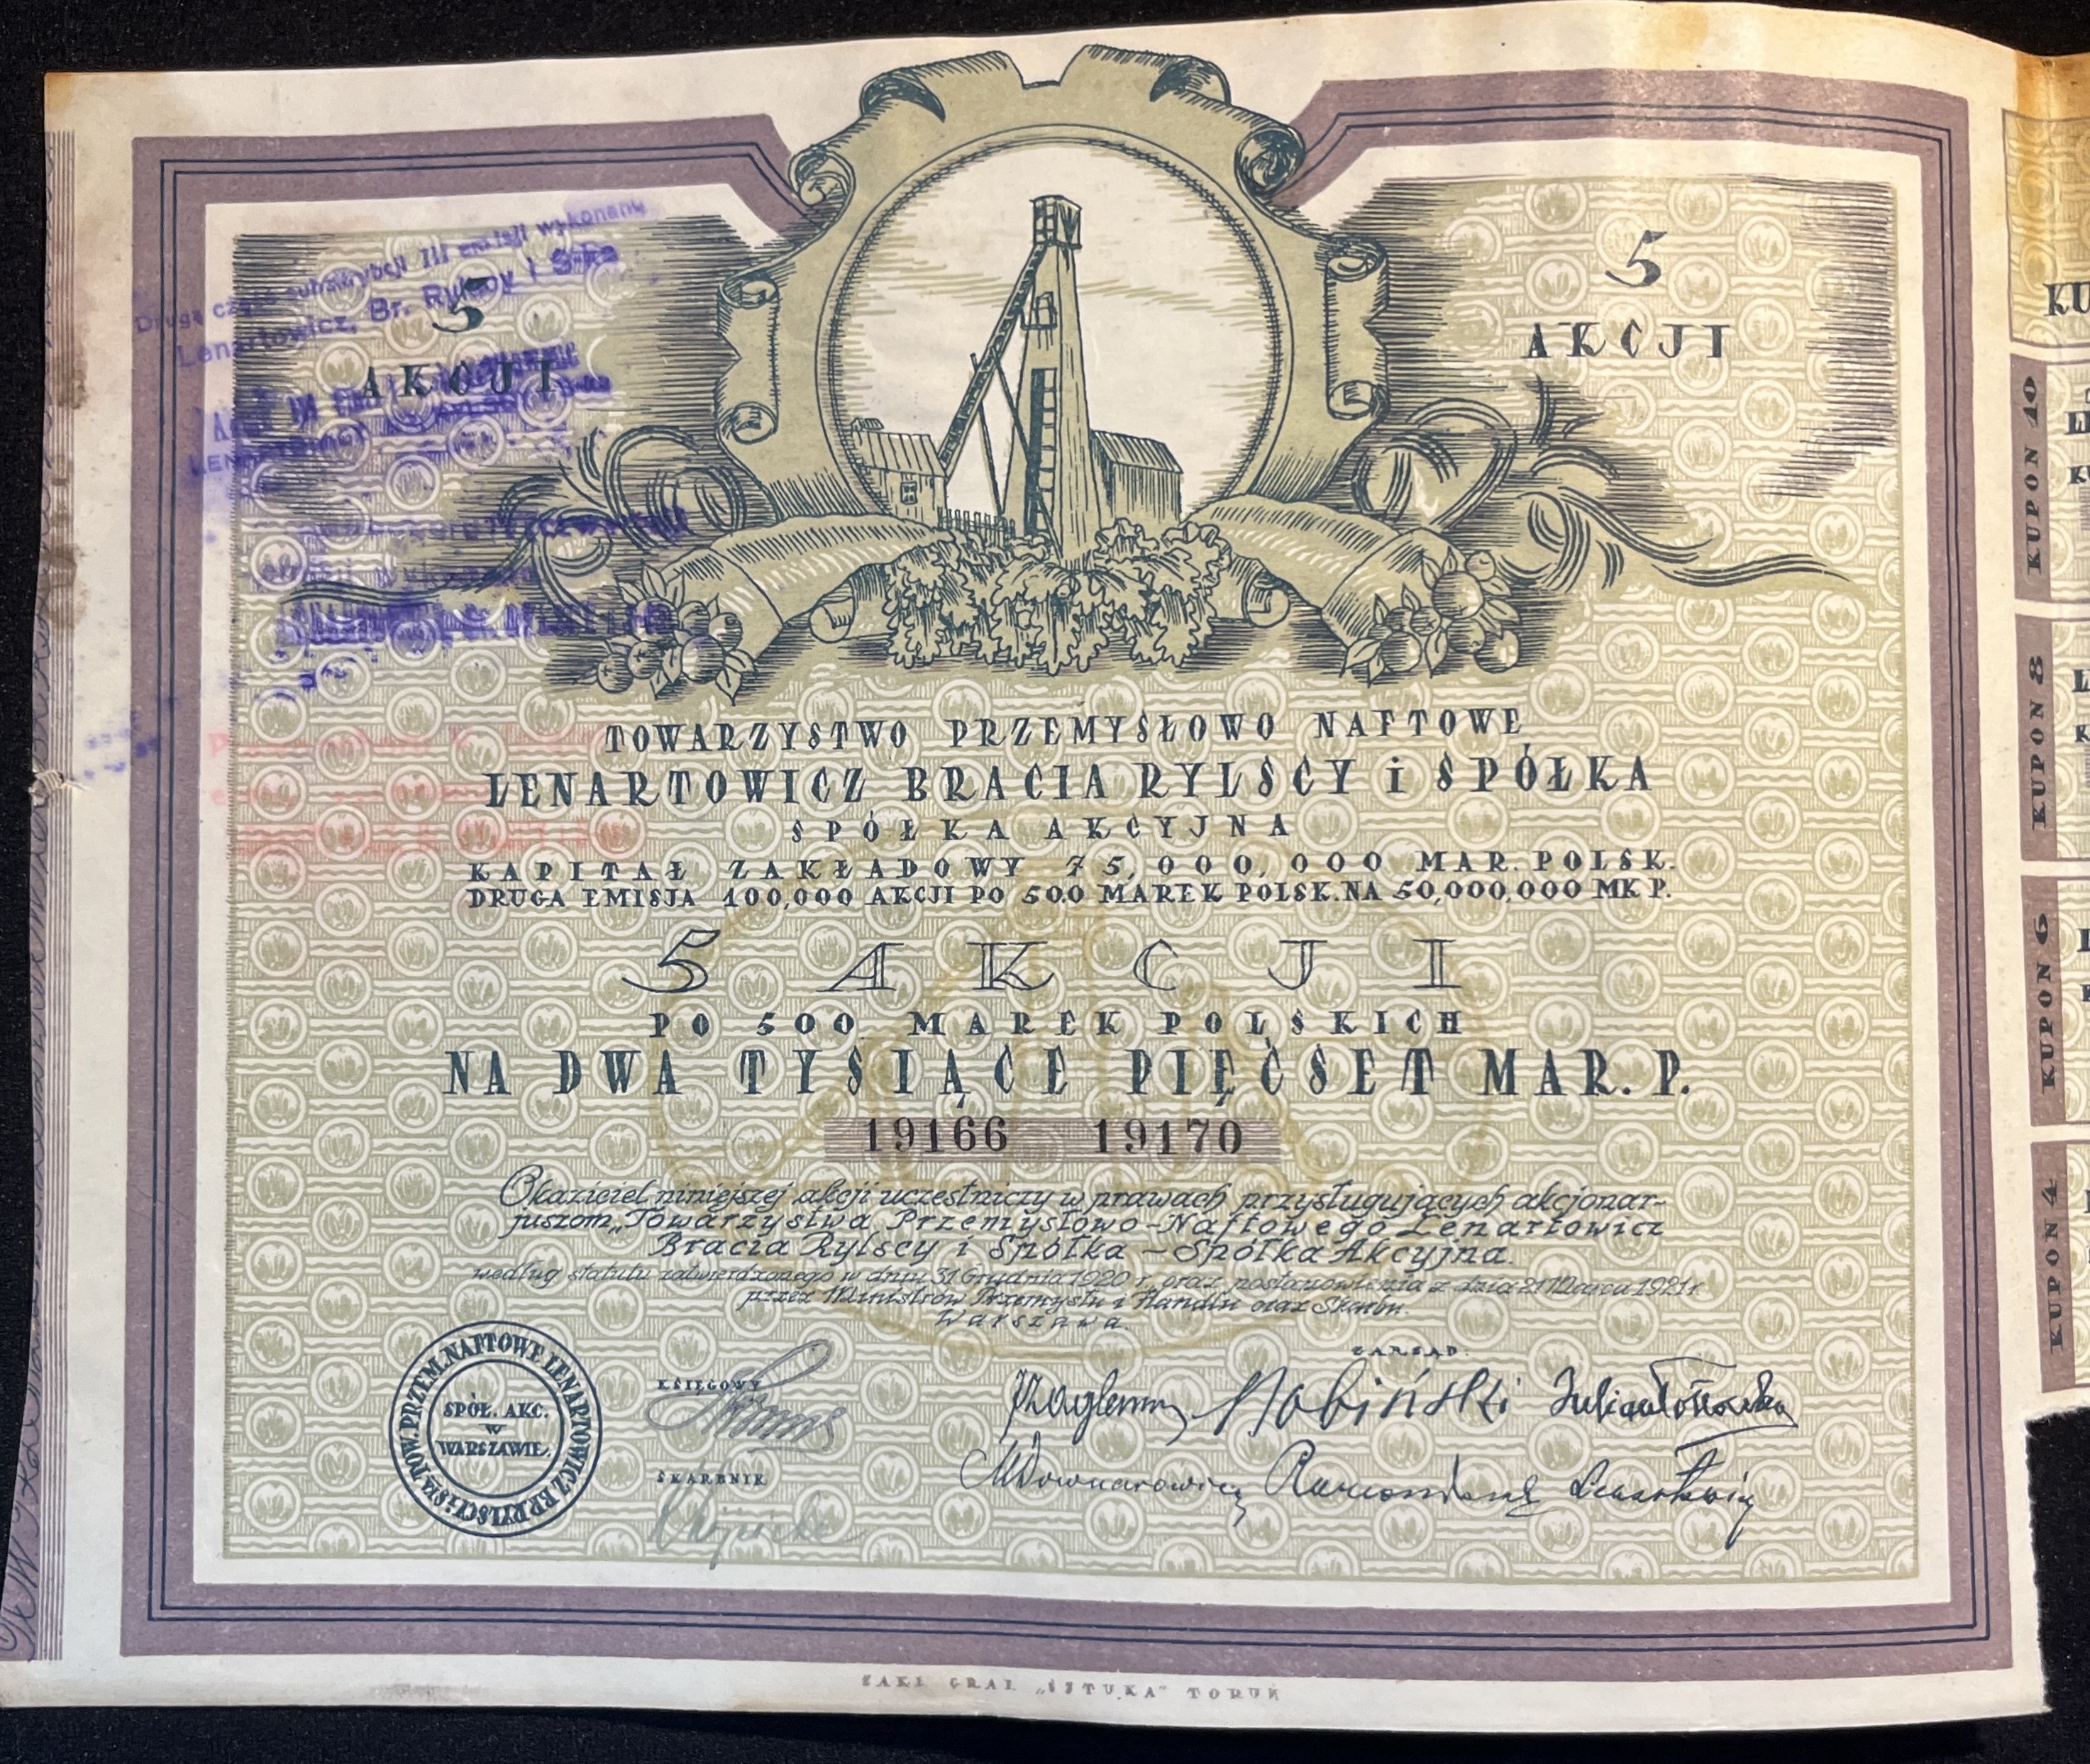 Druga część subskrybcji III emisji wykonany
Lenartowicz, Br. Rylscy i S-ka
5
AKCJI
5
AKCJI
TOWARZYSTWO PRZEMYSŁOWO NAFTOWE
LENARTOWICZ BRACIA RYLSCY i SPÓŁKA
SPÓŁKA AKCYJNA
KAPITAŁ ZAKŁADOWY 75,000,000 MAR. POLSK.
DRUGA EMISJA 100,000 AKCJI PO 500 MAREK POLSK. NA 50,000,000 MK P.
5 AKCJI
PO 500 MAREK POLSKICH
NA DWA TYSIĄCE PIĘĆSET MAR. P.
19166 19170
Okaziciel niniejszej akcji uczestniczy w prawach przysługujących akcjonar-
juszom „Towarzystwa Przemysłowo-Naftowego Lenartowicz
Bracia Rylscy i Spółka – Spółka Akcyjna.
według statutu zatwierdzonego w dniu 31 Grudnia 1920 r. oraz postanowienia z dnia 21 Marca 1921 r.
przez Ministrów Przemysłu i Handlu oraz Skarbu.
Warszawa.
TOW. PRZEM. NAFTOWE LENARTOWICZ BR. RYLSCY i SKA
SPÓŁ. AKC.
w
WARSZAWIE.
KSIĘGOWY
SKARBNIK
ZARZĄD.
MDownarowicz Lenartowicz
ZAKŁ. GRAF. „SZTUKA" TORUŃ
KU
KUPON 10
KUPON 8
KUPON 6
KUPON 4